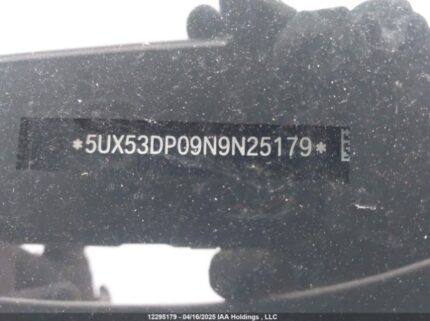 *5UX53DP09N9N25179*
12295179 - 04/16/2025 IAA Holdings , LLC